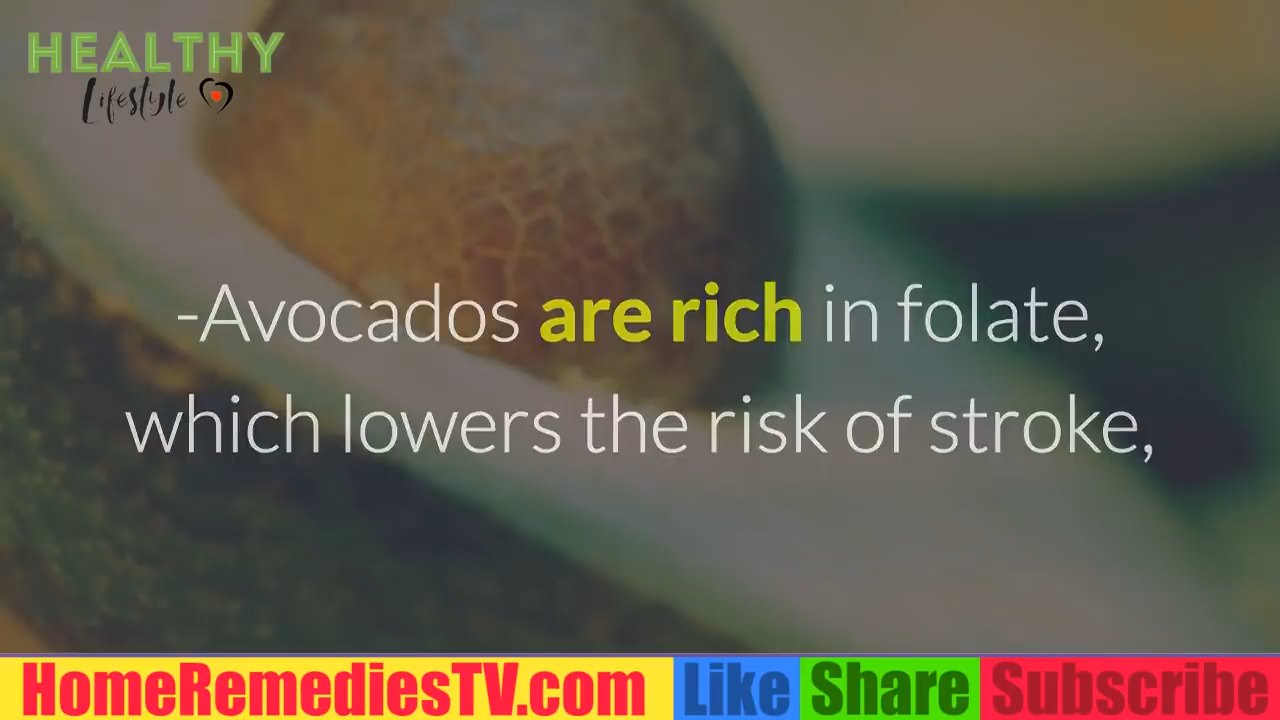 HEALTHY
Lifestyle
-Avocados are rich in folate,
which lowers the risk of stroke,
HomeRemediesTV.com Like Share Subscribe